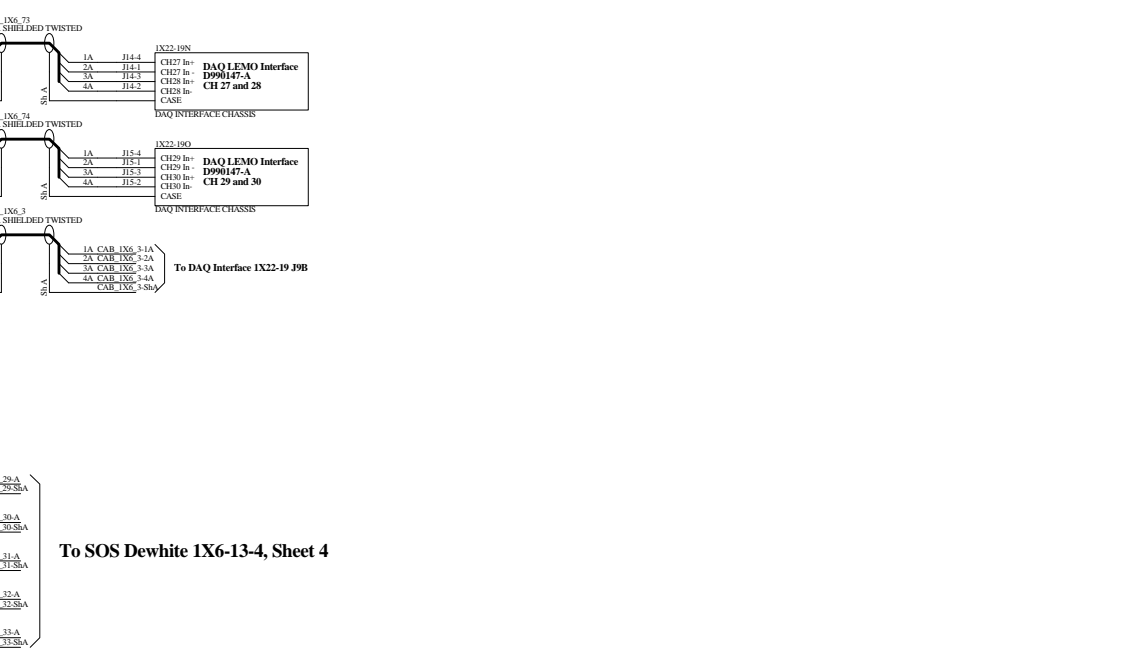 _1X6_73
SHIELDED TWISTED
1X22-19N
1A J14-4 CH27 In+
2A J14-1 CH27 In -
3A J14-3 CH28 In+
4A J14-2 CH28 In-
Sh A CASE
DAQ LEMO Interface
D990147-A
CH 27 and 28
DAQ INTERFACE CHASSIS
_1X6_74
SHIELDED TWISTED
1X22-19O
1A J15-4 CH29 In+
2A J15-1 CH29 In -
3A J15-3 CH30 In+
4A J15-2 CH30 In-
Sh A CASE
DAQ LEMO Interface
D990147-A
CH 29 and 30
DAQ INTERFACE CHASSIS
_1X6_3
SHIELDED TWISTED
1A CAB_1X6_3-1A
2A CAB_1X6_3-2A
3A CAB_1X6_3-3A
4A CAB_1X6_3-4A
Sh A CAB_1X6_3-ShA
To DAQ Interface 1X22-19 J9B
_29-A
_29-ShA
_30-A
_30-ShA
_31-A
_31-ShA
_32-A
_32-ShA
_33-A
_33-ShA
To SOS Dewhite 1X6-13-4, Sheet 4